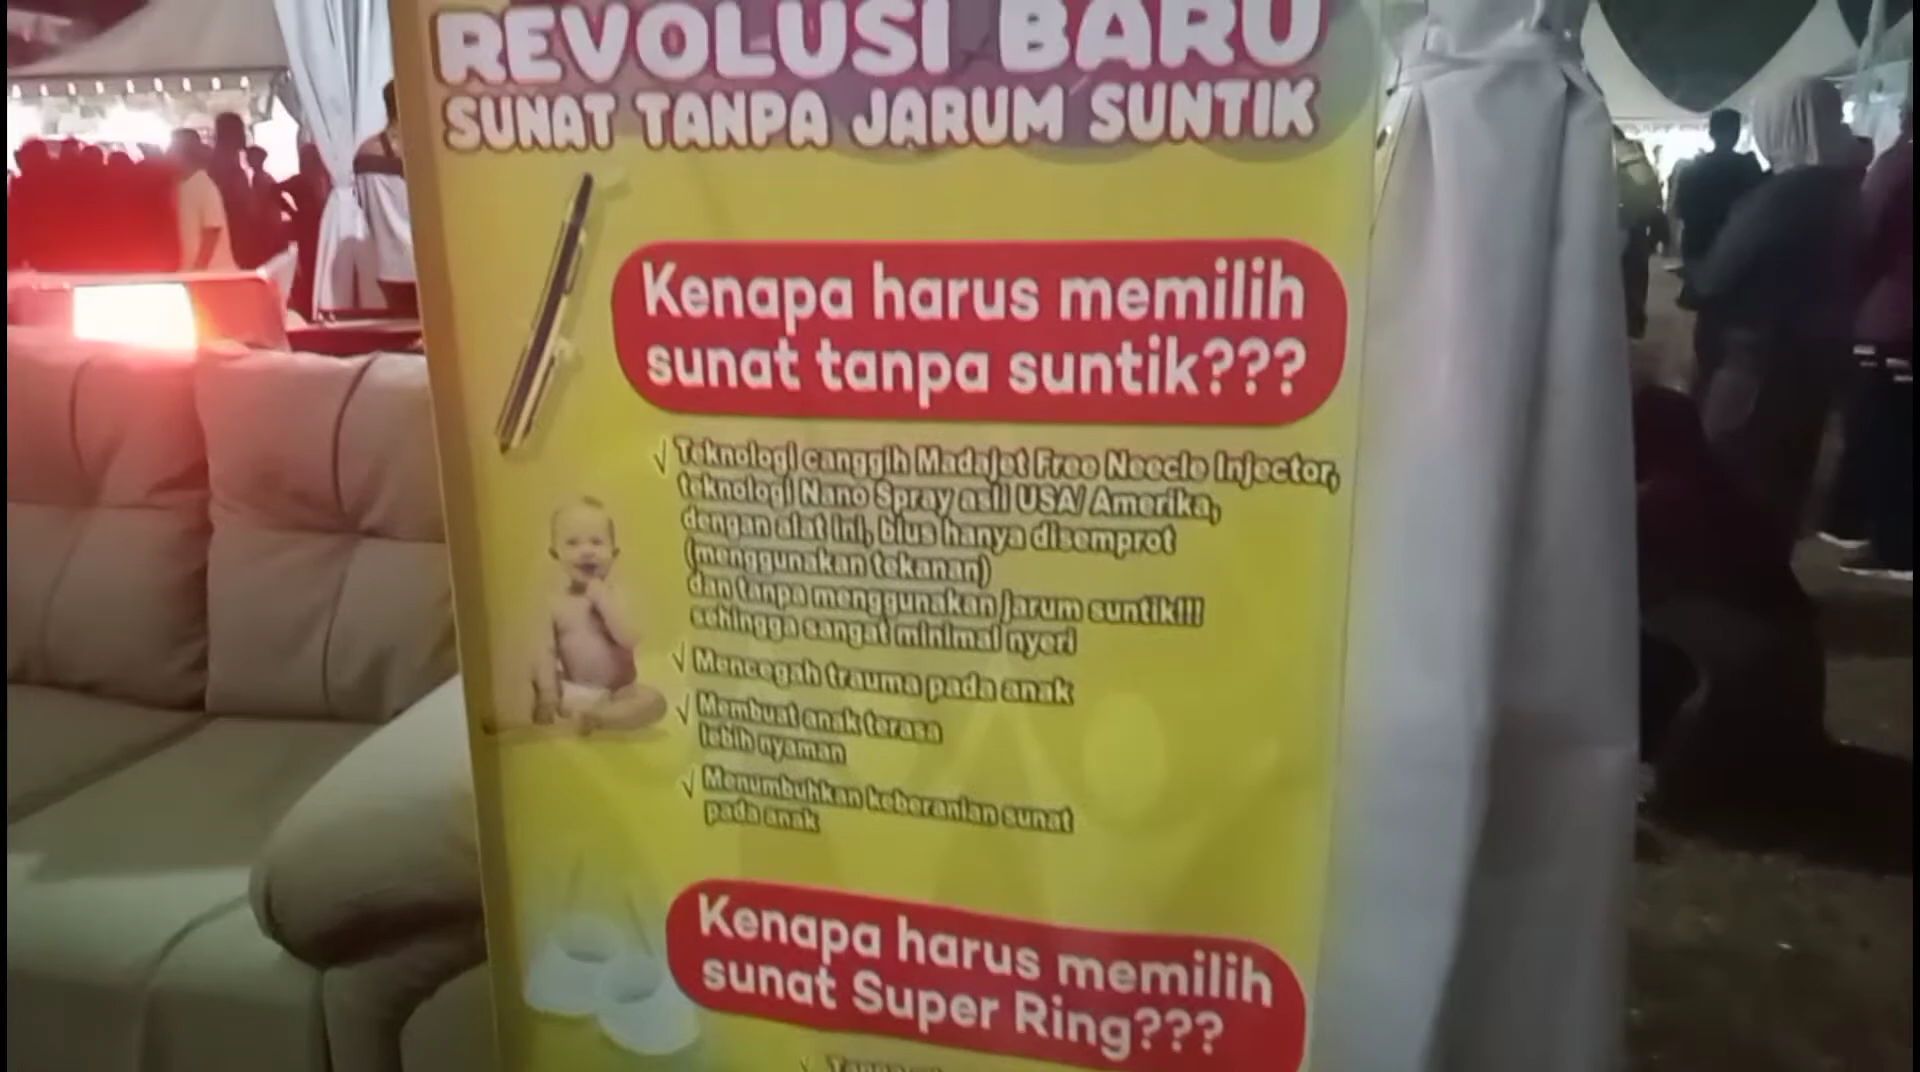 REVOLUSI BARU
SUNAT TANPA JARUM SUNTIK
Kenapa harus memilih
sunat tanpa suntik???
√ Teknologi canggih Madajet Free Neecle Injector,
teknologi Nano Spray asli USA/ Amerika,
dengan alat ini, bius hanya disemprot
(menggunakan tekanan)
dan tanpa menggunakan jarum suntik!!!
sehingga sangat minimal nyeri
√ Mencegah trauma pada anak
√ Membuat anak terasa
lebih nyaman
√ Menumbuhkan keberanian sunat
pada anak
Kenapa harus memilih
sunat Super Ring???